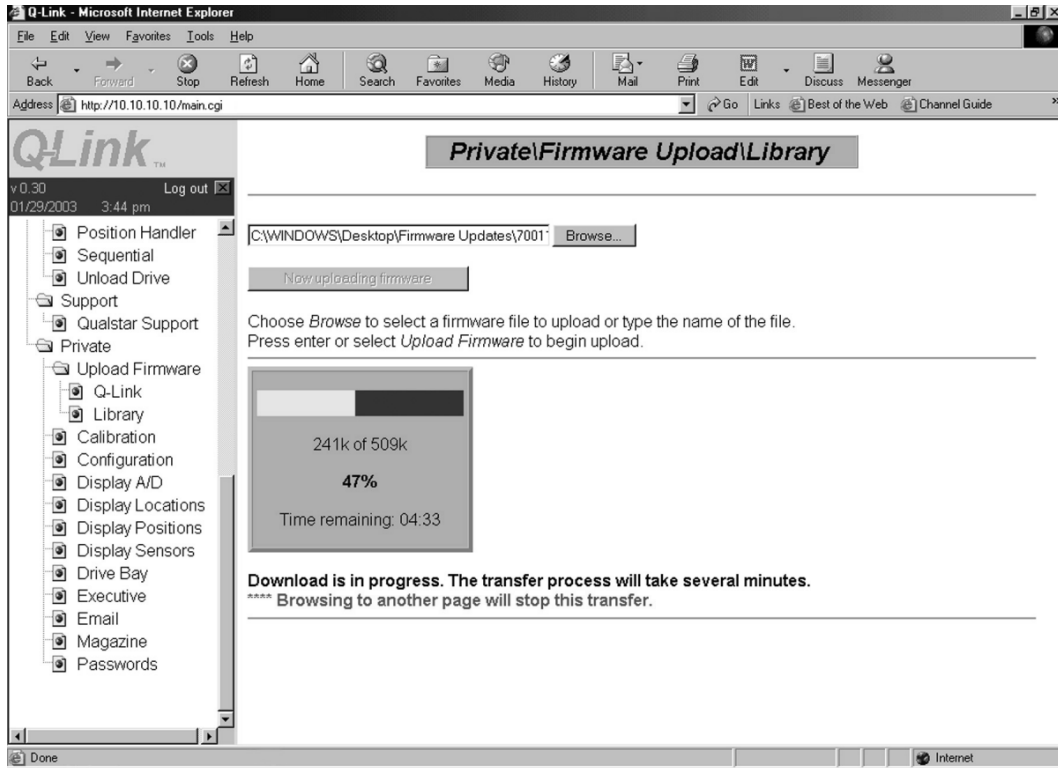 Q-Link - Microsoft Internet Explorer
File Edit View Favorites Tools Help
Back Forward Stop Refresh Home Search Favorites Media History Mail Print Edit Discuss Messenger
Address http://10.10.10.10/main.cgi Go Links Best of the Web Channel Guide »
Q-Link TM
v 0.30 Log out
01/29/2003 3:44 pm
Position Handler
Sequential
Unload Drive
Support
Qualstar Support
Private
Upload Firmware
Q-Link
Library
Calibration
Configuration
Display A/D
Display Locations
Display Positions
Display Sensors
Drive Bay
Executive
Email
Magazine
Passwords
Private\Firmware Upload\Library
C:\WINDOWS\Desktop\Firmware Updates\7001 Browse...
Now uploading firmware
Choose Browse to select a firmware file to upload or type the name of the file.
Press enter or select Upload Firmware to begin upload.
241k of 509k
47%
Time remaining: 04:33
Download is in progress. The transfer process will take several minutes.
**** Browsing to another page will stop this transfer.
Done Internet